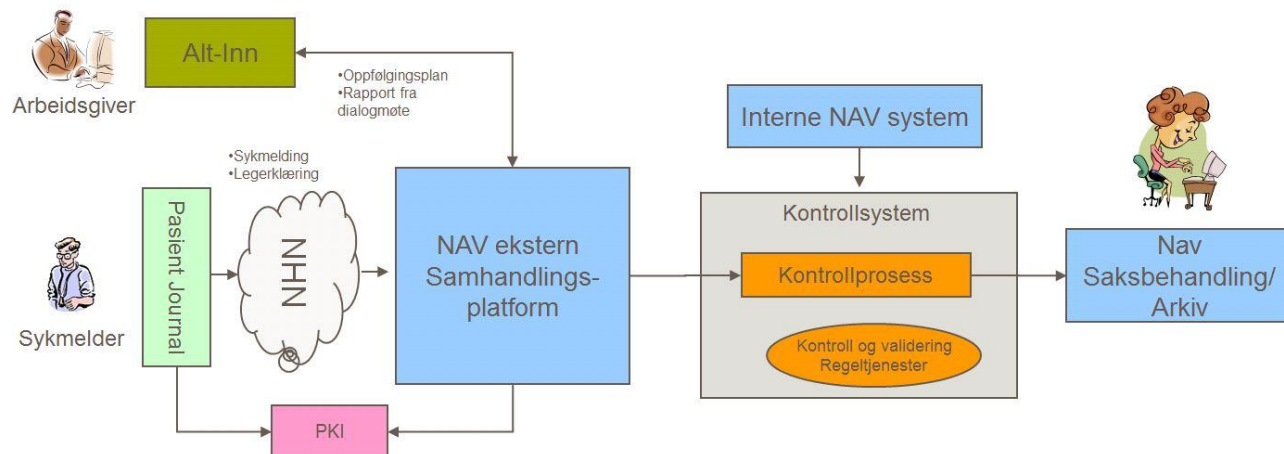 Alt-Inn
Arbeidsgiver
•Oppfølgingsplan
•Rapport fra
dialogmøte
Interne NAV system
•Sykmelding
•Legerklæring
Pasient Journal
NHN
NAV ekstern
Samhandlings-
platform
Kontrollsystem
Kontrollprosess
Kontroll og validering
Regeltjenester
Nav
Saksbehandling/
Arkiv
Sykmelder
PKI